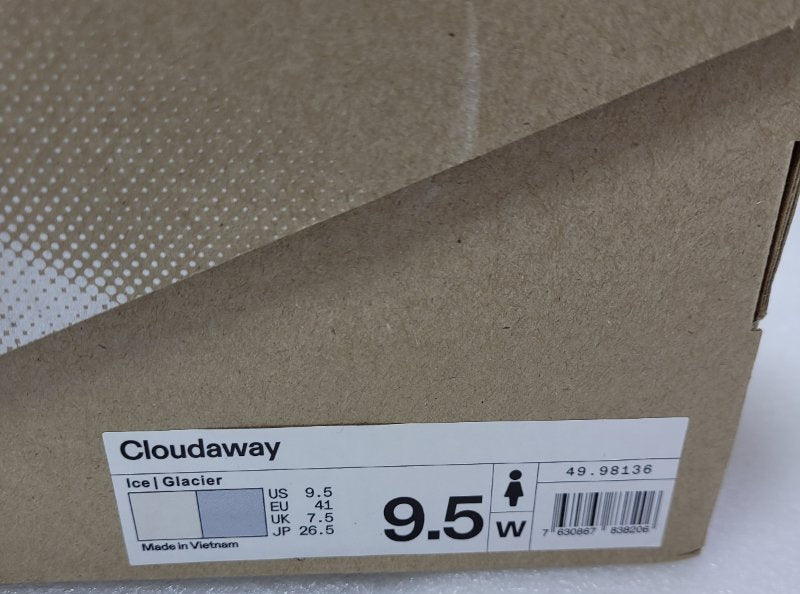 Cloudaway
Ice | Glacier
US 9.5
EU 41
UK 7.5
JP 26.5
Made in Vietnam
9.5
W
49.98136
7 630867 838206